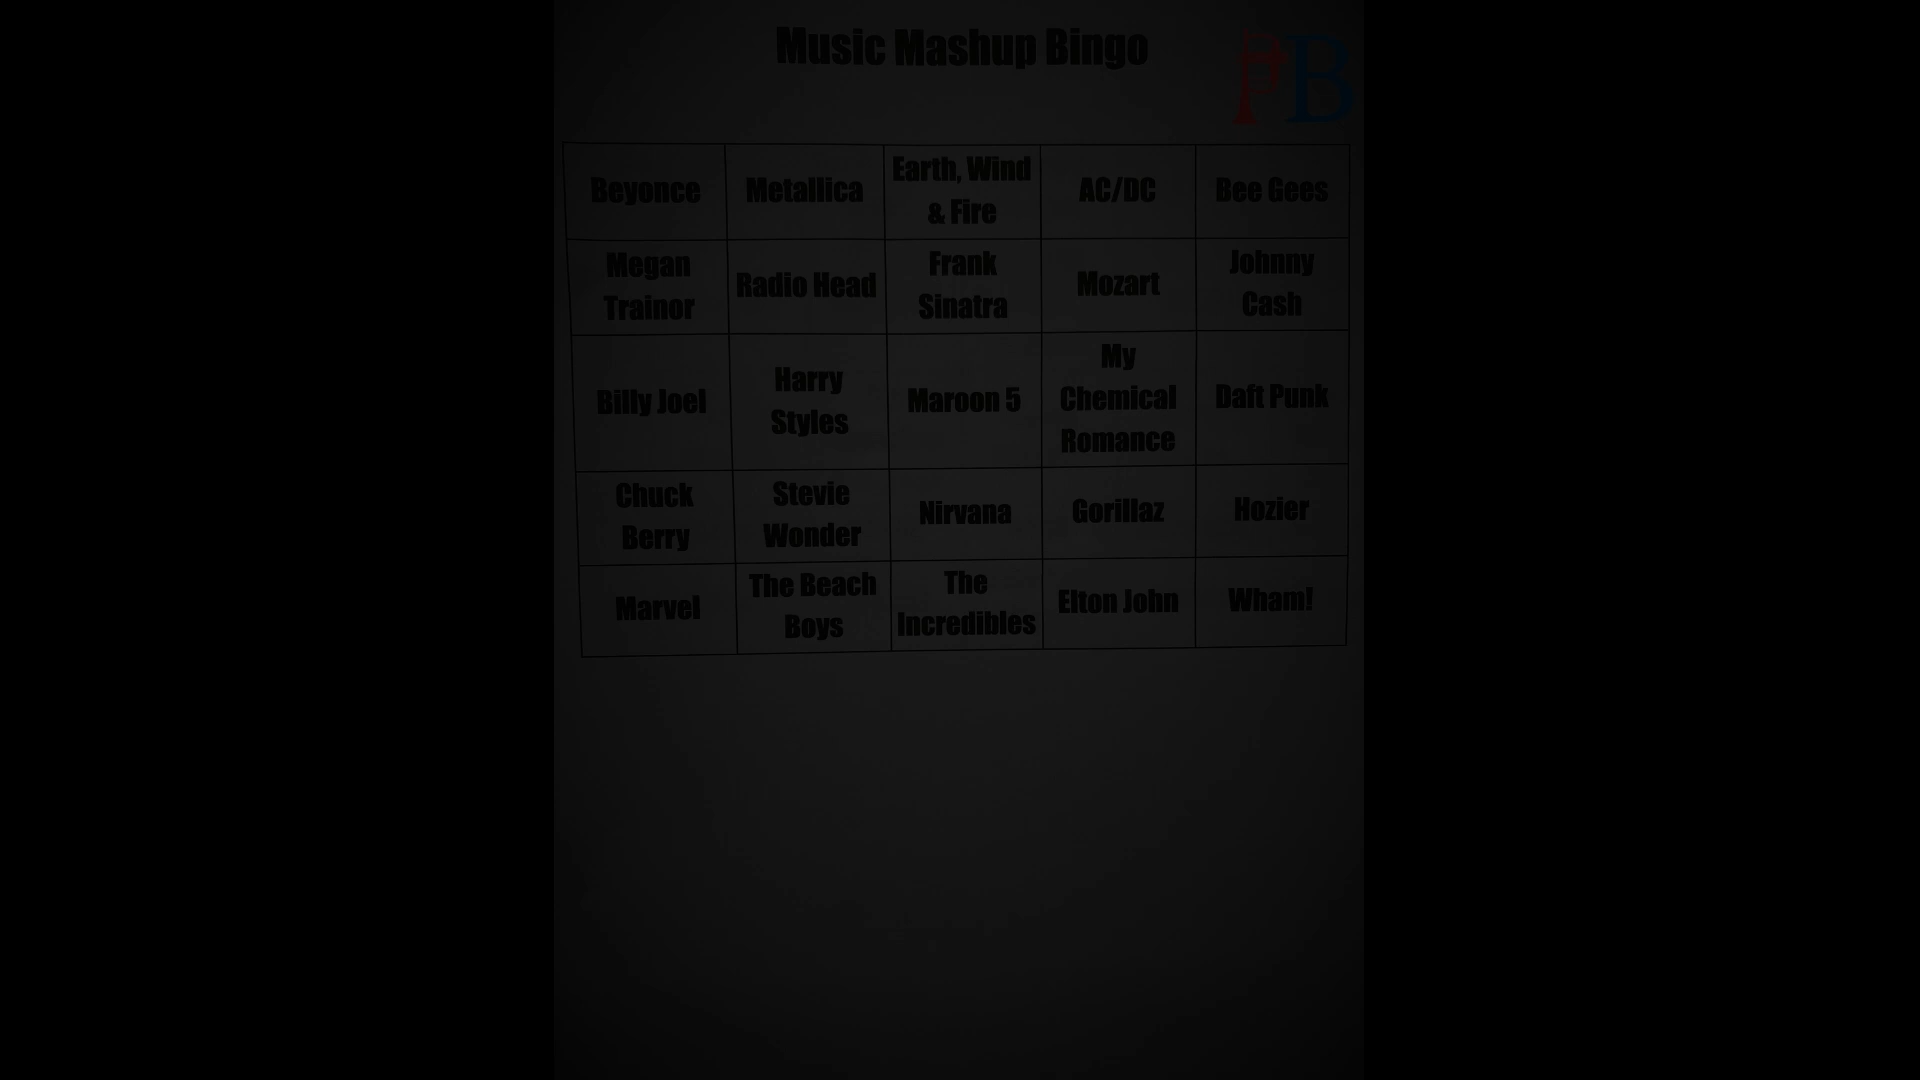 Music Mashup Bingo
PB
Beyonce
Metallica
Earth, Wind
& Fire
AC/DC
Bee Gees
Megan
Trainor
Radio Head
Frank
Sinatra
Mozart
Johnny
Cash
Billy Joel
Harry
Styles
Maroon 5
My
Chemical
Romance
Daft Punk
Chuck
Berry
Stevie
Wonder
Nirvana
Gorillaz
Hozier
Marvel
The Beach
Boys
The
Incredibles
Elton John
Wham!